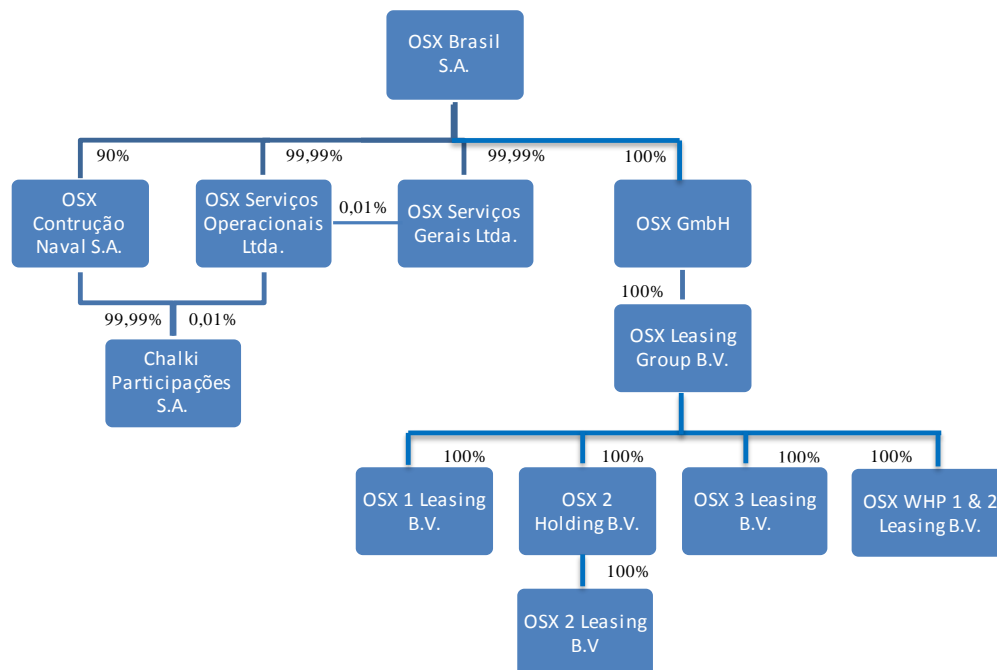 OSX Brasil
S.A.
90%
99,99%
99,99%
100%
OSX
Contrução
Naval S.A.
OSX Serviços
Operacionais
Ltda.
0,01%
OSX Serviços
Gerais Ltda.
OSX GmbH
100%
99,99%
0,01%
Chalki
Participações
S.A.
OSX Leasing
Group B.V.
100%
100%
100%
100%
OSX 1 Leasing
B.V.
OSX 2
Holding B.V.
OSX 3 Leasing
B.V.
OSX WHP 1 & 2
Leasing B.V.
100%
OSX 2 Leasing
B.V